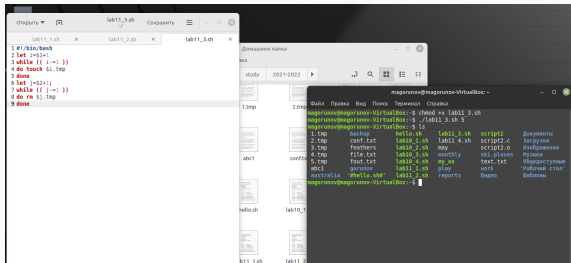 Открыть
lab11_3.sh
~/
Сохранить
lab11_1.sh × lab11_2.sh × lab11_3.sh ×
1 #!/bin/bash
2 let i=$1+1
3 while (( i-=1 ))
4 do touch $i.tmp
5 done
6 let j=$2+1;
7 while (( j-=1 ))
8 do rm $j.tmp
9 done
Домашняя папка
study 2021-2022
1.tmp 2.tmp
abc1
hello.sh lab10_1
magorunov@magorunov-VirtualBox: ~
Файл Правка Вид Поиск Терминал Справка
magorunov@magorunov-VirtualBox:~$ chmod +x lab11_3.sh
magorunov@magorunov-VirtualBox:~$ ./lab11_3.sh 5
magorunov@magorunov-VirtualBox:~$ ls
1.tmp backup hello.sh lab11_3.sh script2 Документы
2.tmp conf.txt lab10_1.sh lab11_4.sh script2.c Загрузки
3.tmp feathers lab10_2.sh may script2.o Изображения
4.tmp file.txt lab10_3.sh monthly ski.plases Музыка
5.tmp fout.txt lab10_4.sh my_os text.txt Общедоступные
abc1 gorunov lab11_1.sh play work 'Рабочий стол'
australia '#hello.sh#' lab11_2.sh reports Видео Шаблоны
magorunov@magorunov-VirtualBox:~$